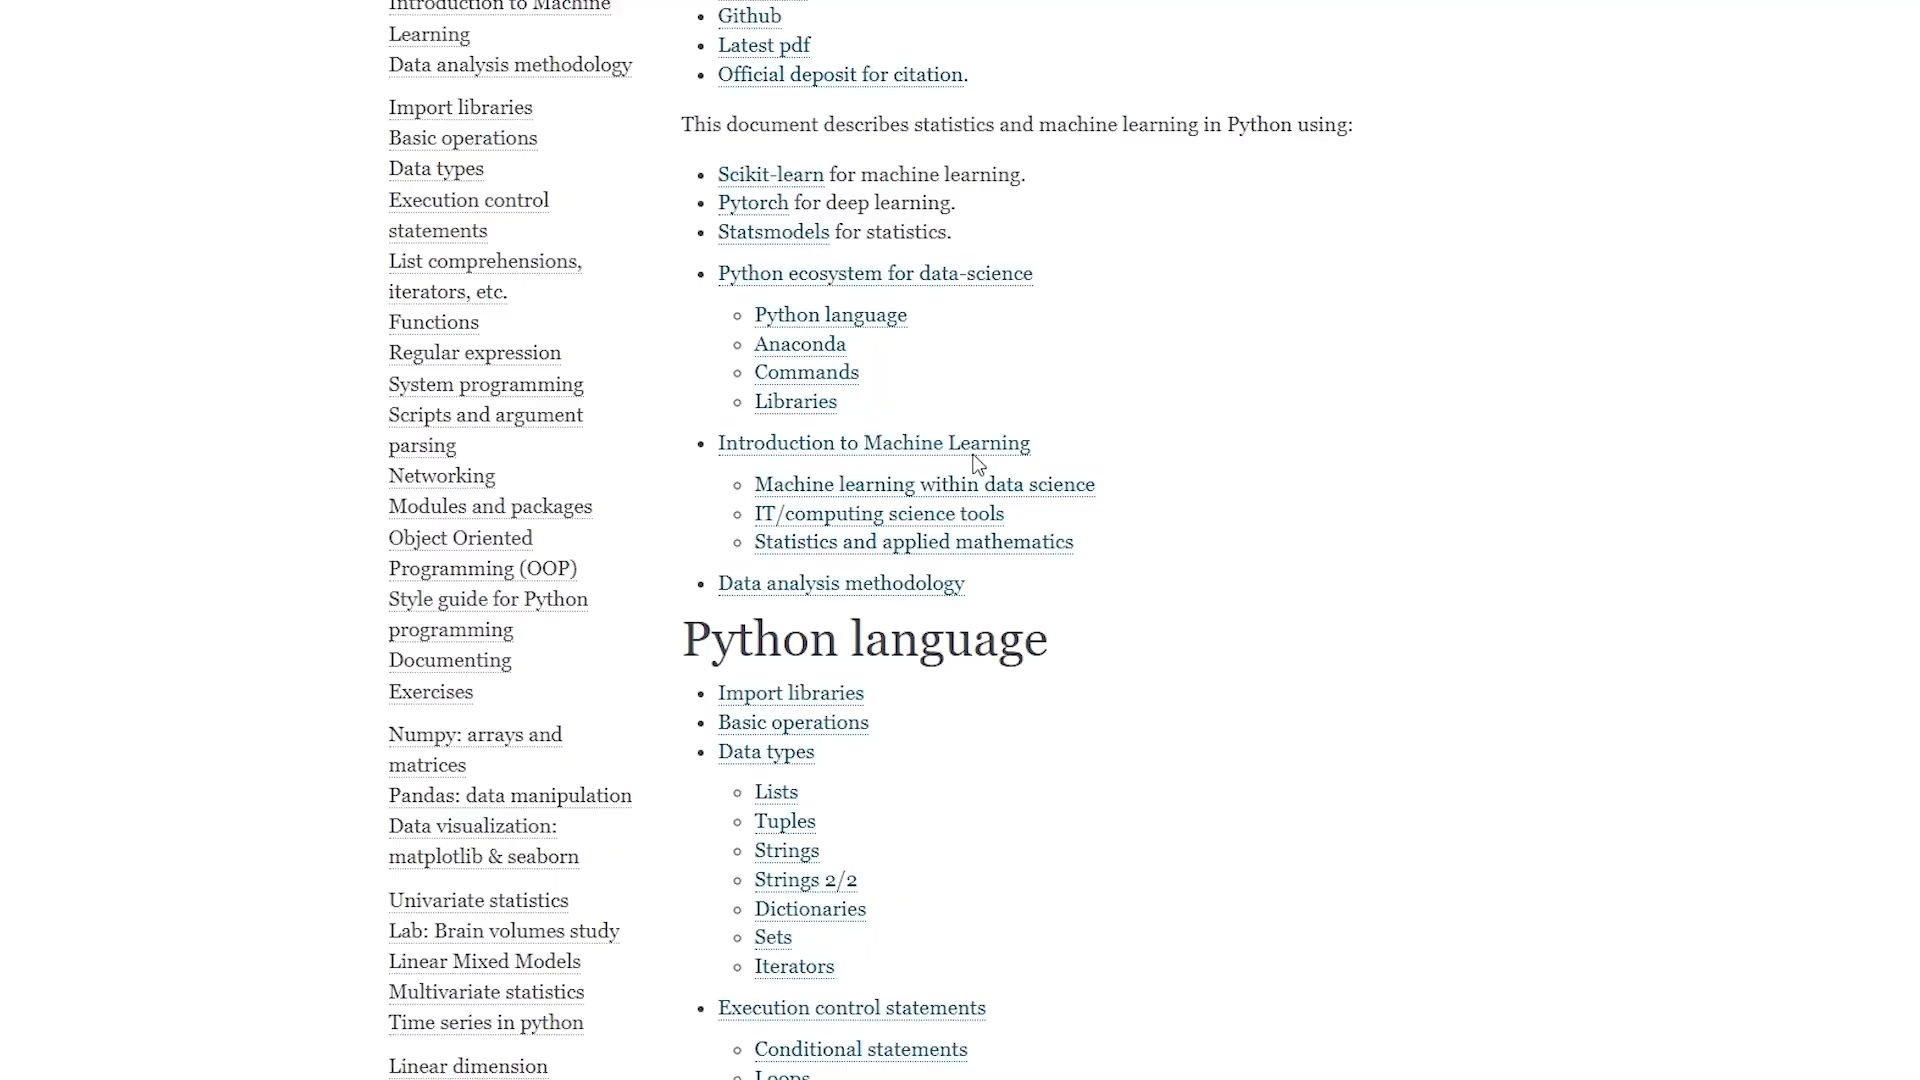 Introduction to Machine
Learning
Data analysis methodology
Import libraries
Basic operations
Data types
Execution control
statements
List comprehensions,
iterators, etc.
Functions
Regular expression
System programming
Scripts and argument
parsing
Networking
Modules and packages
Object Oriented
Programming (OOP)
Style guide for Python
programming
Documenting
Exercises
Numpy: arrays and
matrices
Pandas: data manipulation
Data visualization:
matplotlib & seaborn
Univariate statistics
Lab: Brain volumes study
Linear Mixed Models
Multivariate statistics
Time series in python
Linear dimension
Github
Latest pdf
Official deposit for citation.
This document describes statistics and machine learning in Python using:
Scikit-learn for machine learning.
Pytorch for deep learning.
Statsmodels for statistics.
Python ecosystem for data-science
Python language
Anaconda
Commands
Libraries
Introduction to Machine Learning
Machine learning within data science
IT/computing science tools
Statistics and applied mathematics
Data analysis methodology
Python language
Import libraries
Basic operations
Data types
Lists
Tuples
Strings
Strings 2/2
Dictionaries
Sets
Iterators
Execution control statements
Conditional statements
Loops